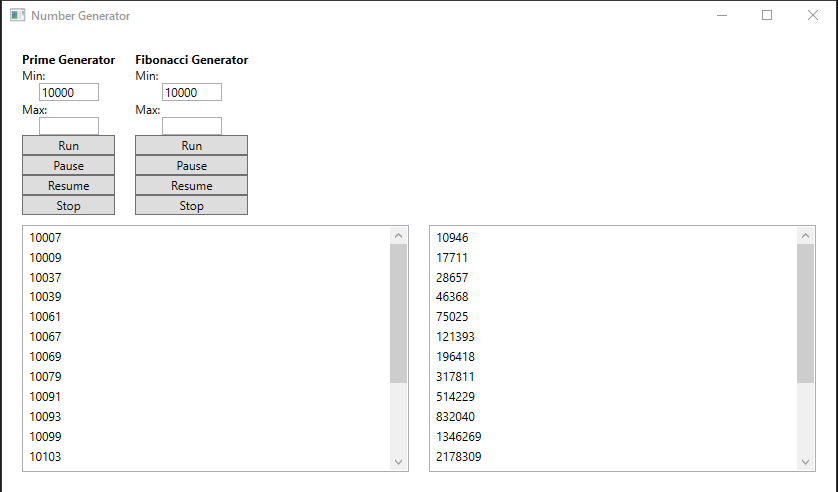 Number Generator
Prime Generator Fibonacci Generator
Min: Min:
10000 10000
Max: Max:
Run Run
Pause Pause
Resume Resume
Stop Stop
10007 10946
10009 17711
10037 28657
10039 46368
10061 75025
10067 121393
10069 196418
10079 317811
10091 514229
10093 832040
10099 1346269
10103 2178309